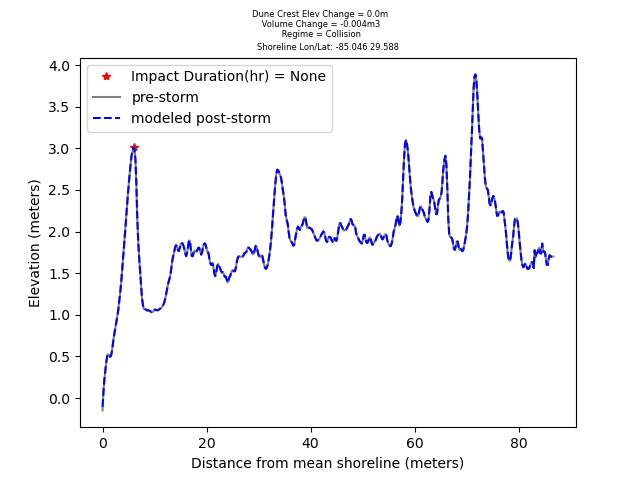 Dune Crest Elev Change = 0.0m
Volume Change = -0.004m3
Regime = Collision
Shoreline Lon/Lat: -85.046 29.588
Impact Duration(hr) = None
pre-storm
modeled post-storm
4.0
3.5
3.0
2.5
2.0
1.5
1.0
0.5
0.0
Elevation (meters)
0 20 40 60 80
Distance from mean shoreline (meters)